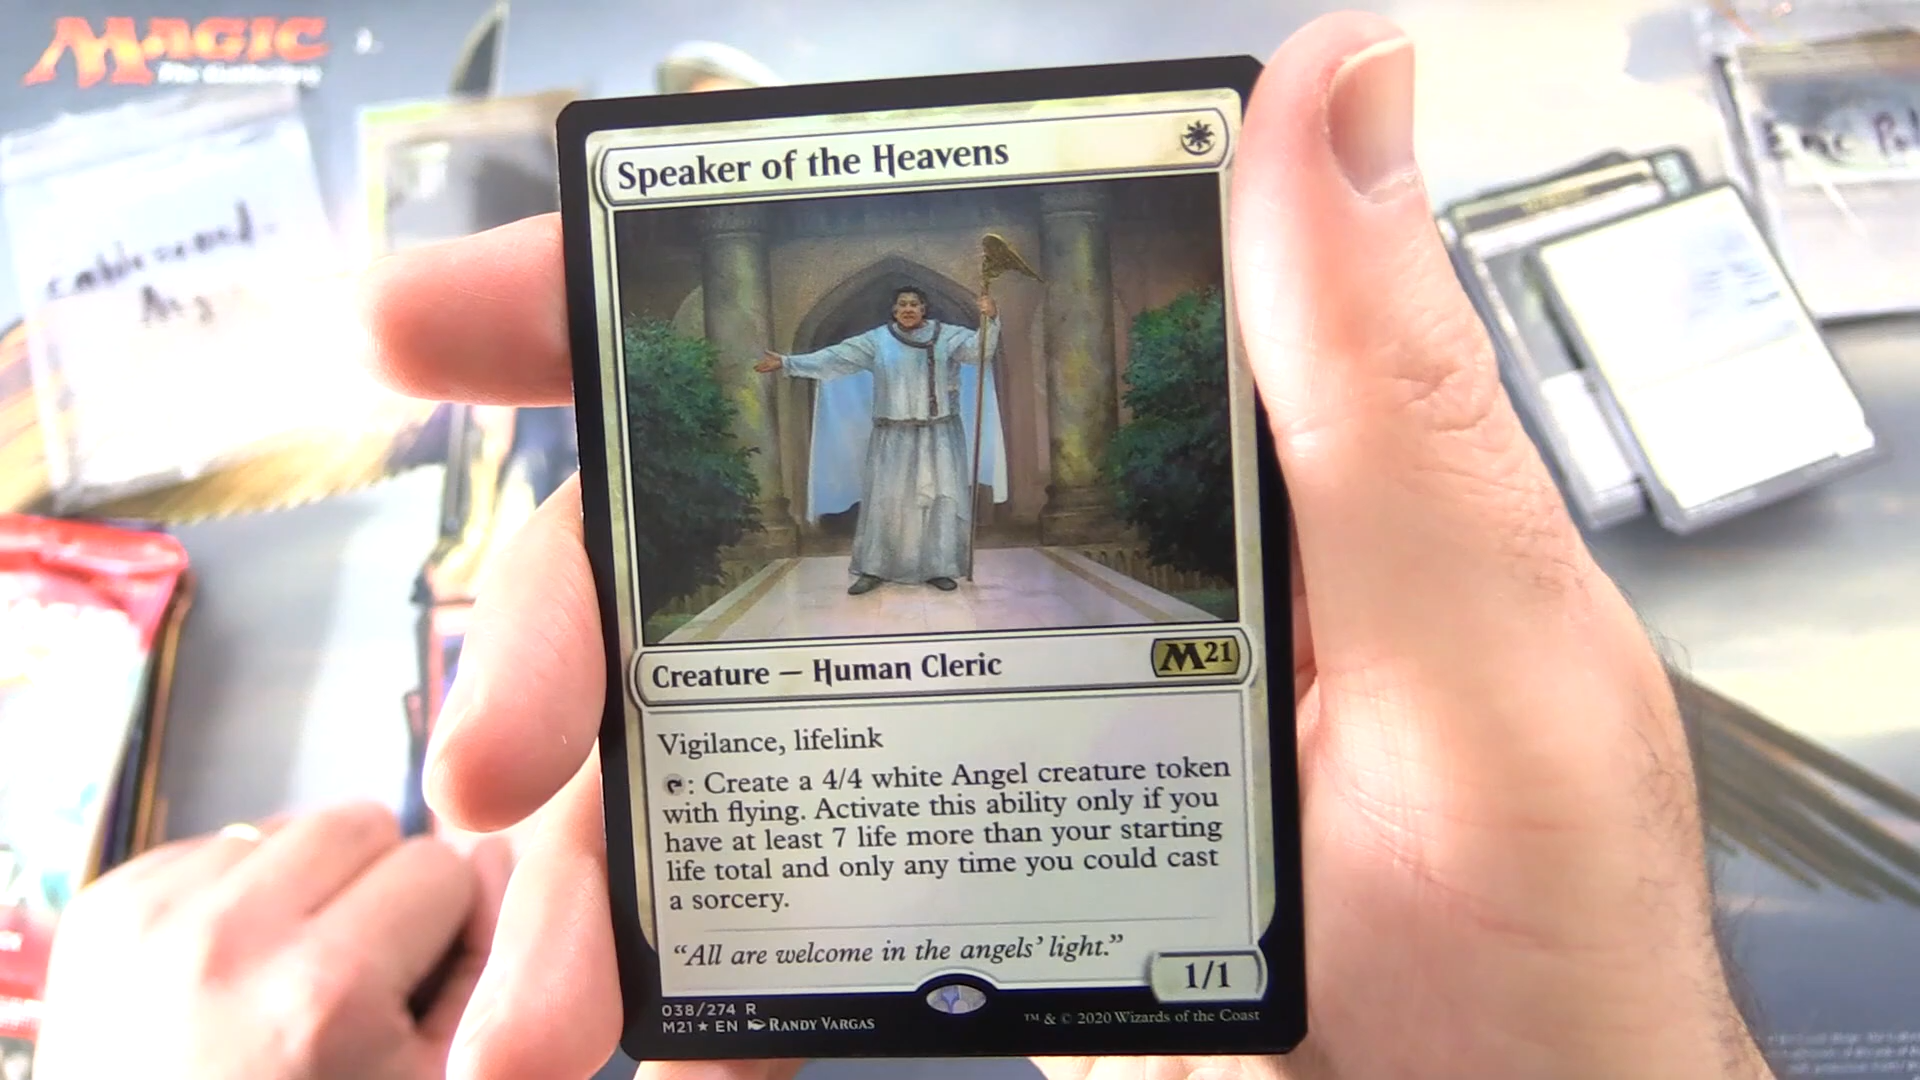 MAGIC
The Gathering
Speaker of the Heavens
Creature — Human Cleric
M21
Vigilance, lifelink
: Create a 4/4 white Angel creature token
with flying. Activate this ability only if you
have at least 7 life more than your starting
life total and only any time you could cast
a sorcery.
“All are welcome in the angels’ light.”
1/1
038/274 R
M21 ★ EN RANDY VARGAS
™ & © 2020 Wizards of the Coast